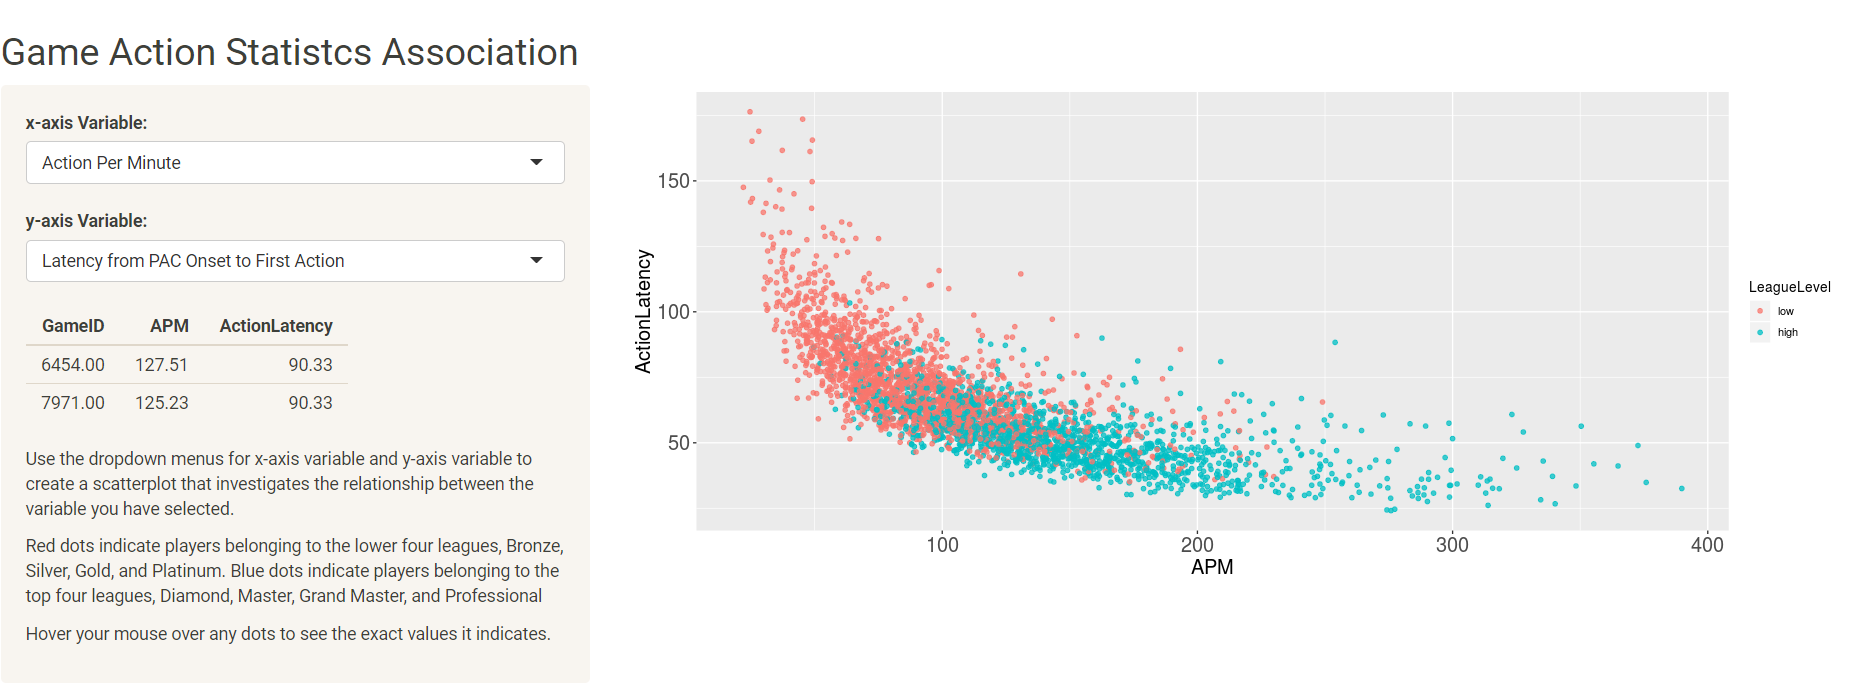 Game Action Statistcs Association
x-axis Variable:
Action Per Minute
y-axis Variable:
Latency from PAC Onset to First Action
GameID APM ActionLatency
6454.00 127.51 90.33
7971.00 125.23 90.33
Use the dropdown menus for x-axis variable and y-axis variable to
create a scatterplot that investigates the relationship between the
variable you have selected.
Red dots indicate players belonging to the lower four leagues, Bronze,
Silver, Gold, and Platinum. Blue dots indicate players belonging to the
top four leagues, Diamond, Master, Grand Master, and Professional
Hover your mouse over any dots to see the exact values it indicates.
ActionLatency
150
100
50
100 200 300 400
APM
LeagueLevel
low
high